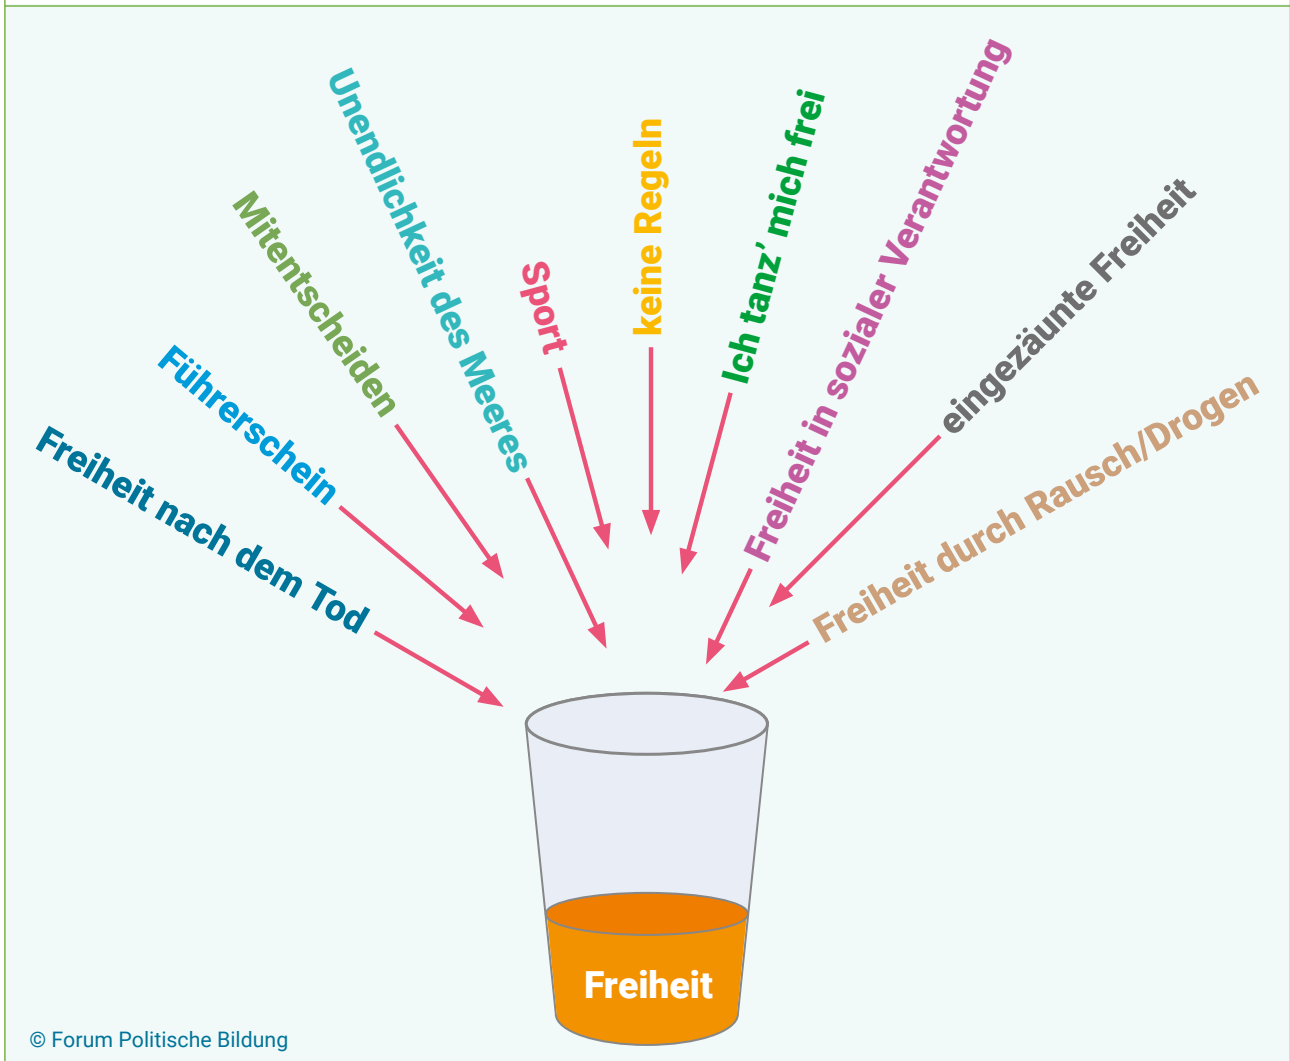 Freiheit nach dem Tod
Führerschein
Mitentscheiden
Unendlichkeit des Meeres
Sport
keine Regeln
Ich tanz’ mich frei
Freiheit in sozialer Verantwortung
eingezäunte Freiheit
Freiheit durch Rausch/Drogen
Freiheit
© Forum Politische Bildung